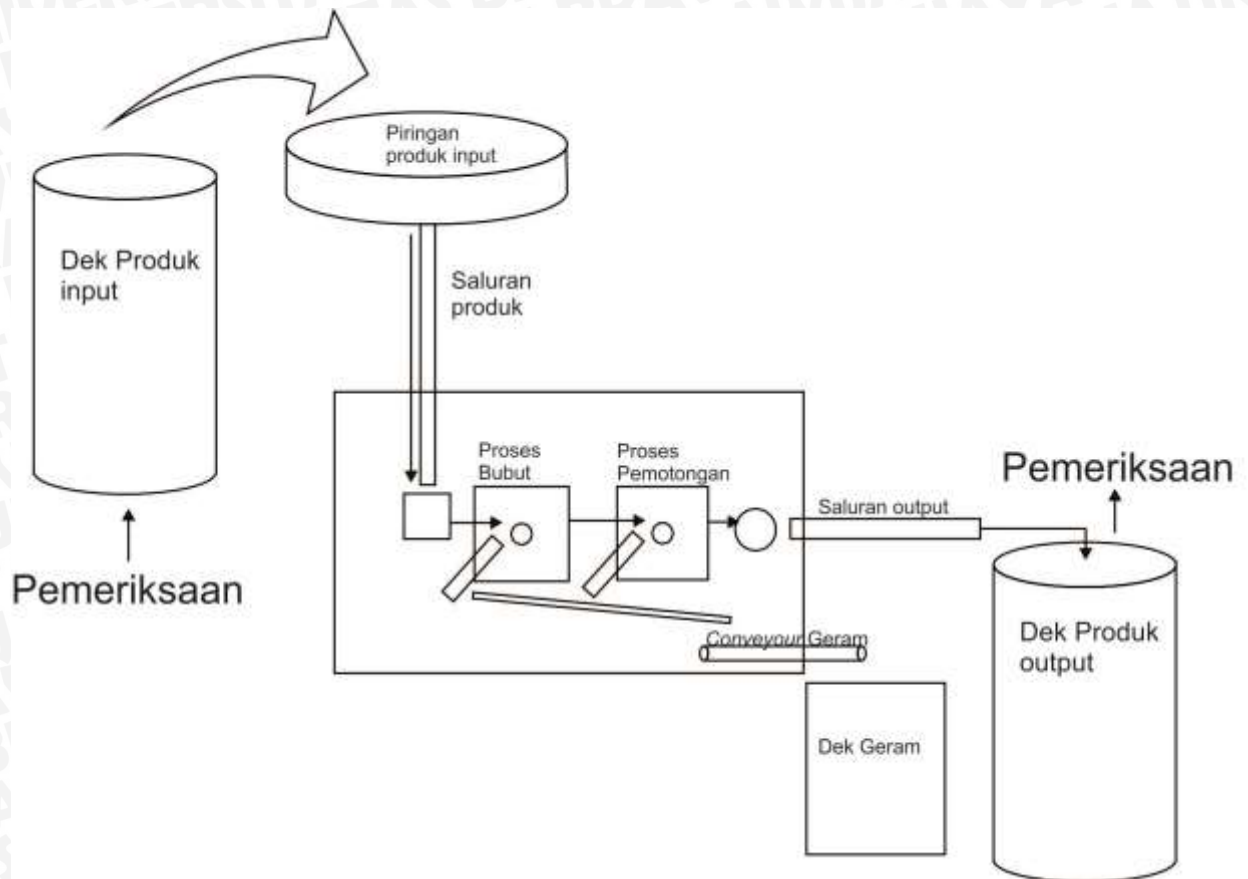 Piringan
produk input
Dek Produk
input
Saluran
produk
Pemeriksaan
Proses
Bubut
Proses
Pemotongan
Saluran output
Pemeriksaan
Conveyour Geram
Dek Geram
Dek Produk
output